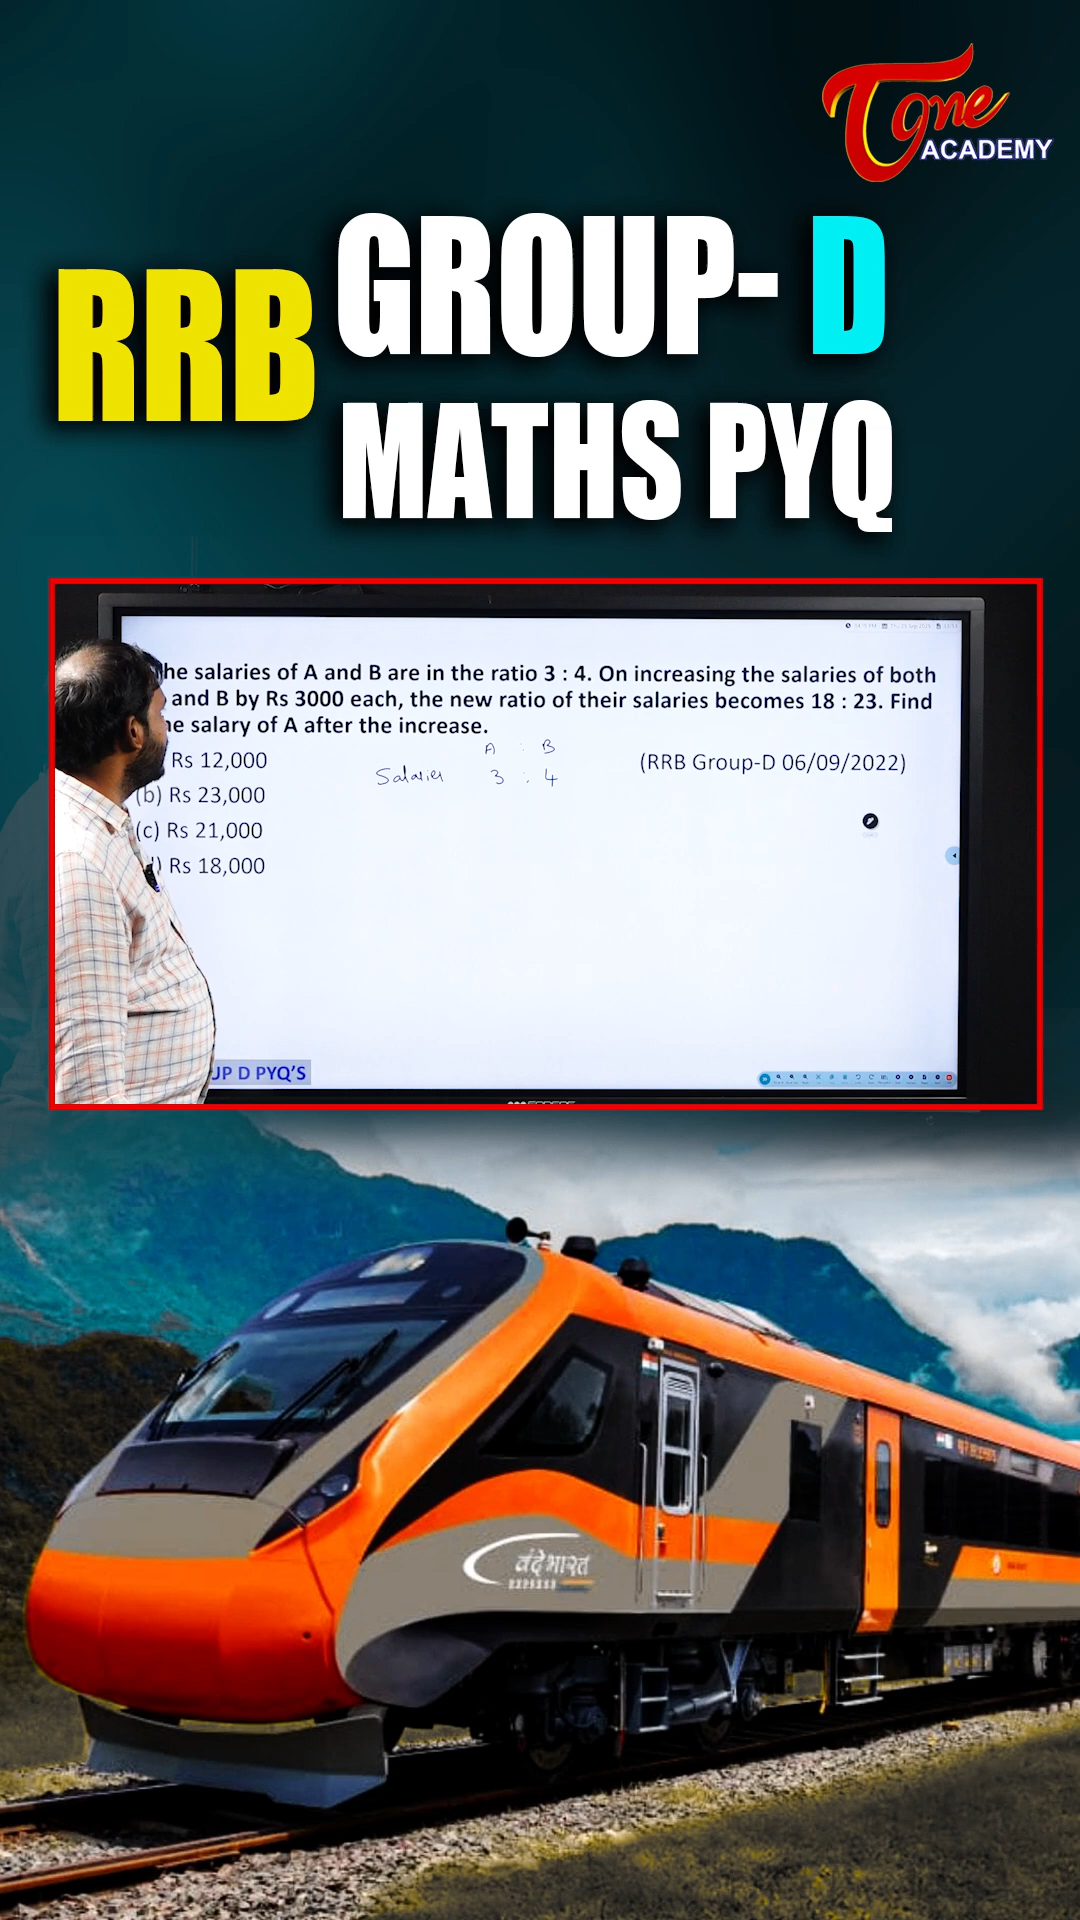 Tone
ACADEMY
RRB GROUP- D
MATHS PYQ
he salaries of A and B are in the ratio 3 : 4. On increasing the salaries of both
and B by Rs 3000 each, the new ratio of their salaries becomes 18 : 23. Find
e salary of A after the increase.
A : B
Rs 12,000
(RRB Group-D 06/09/2022)
Salaries 3 : 4
(b) Rs 23,000
(c) Rs 21,000
) Rs 18,000
UP D PYQ'S
वंदे भारत
EXPRESS